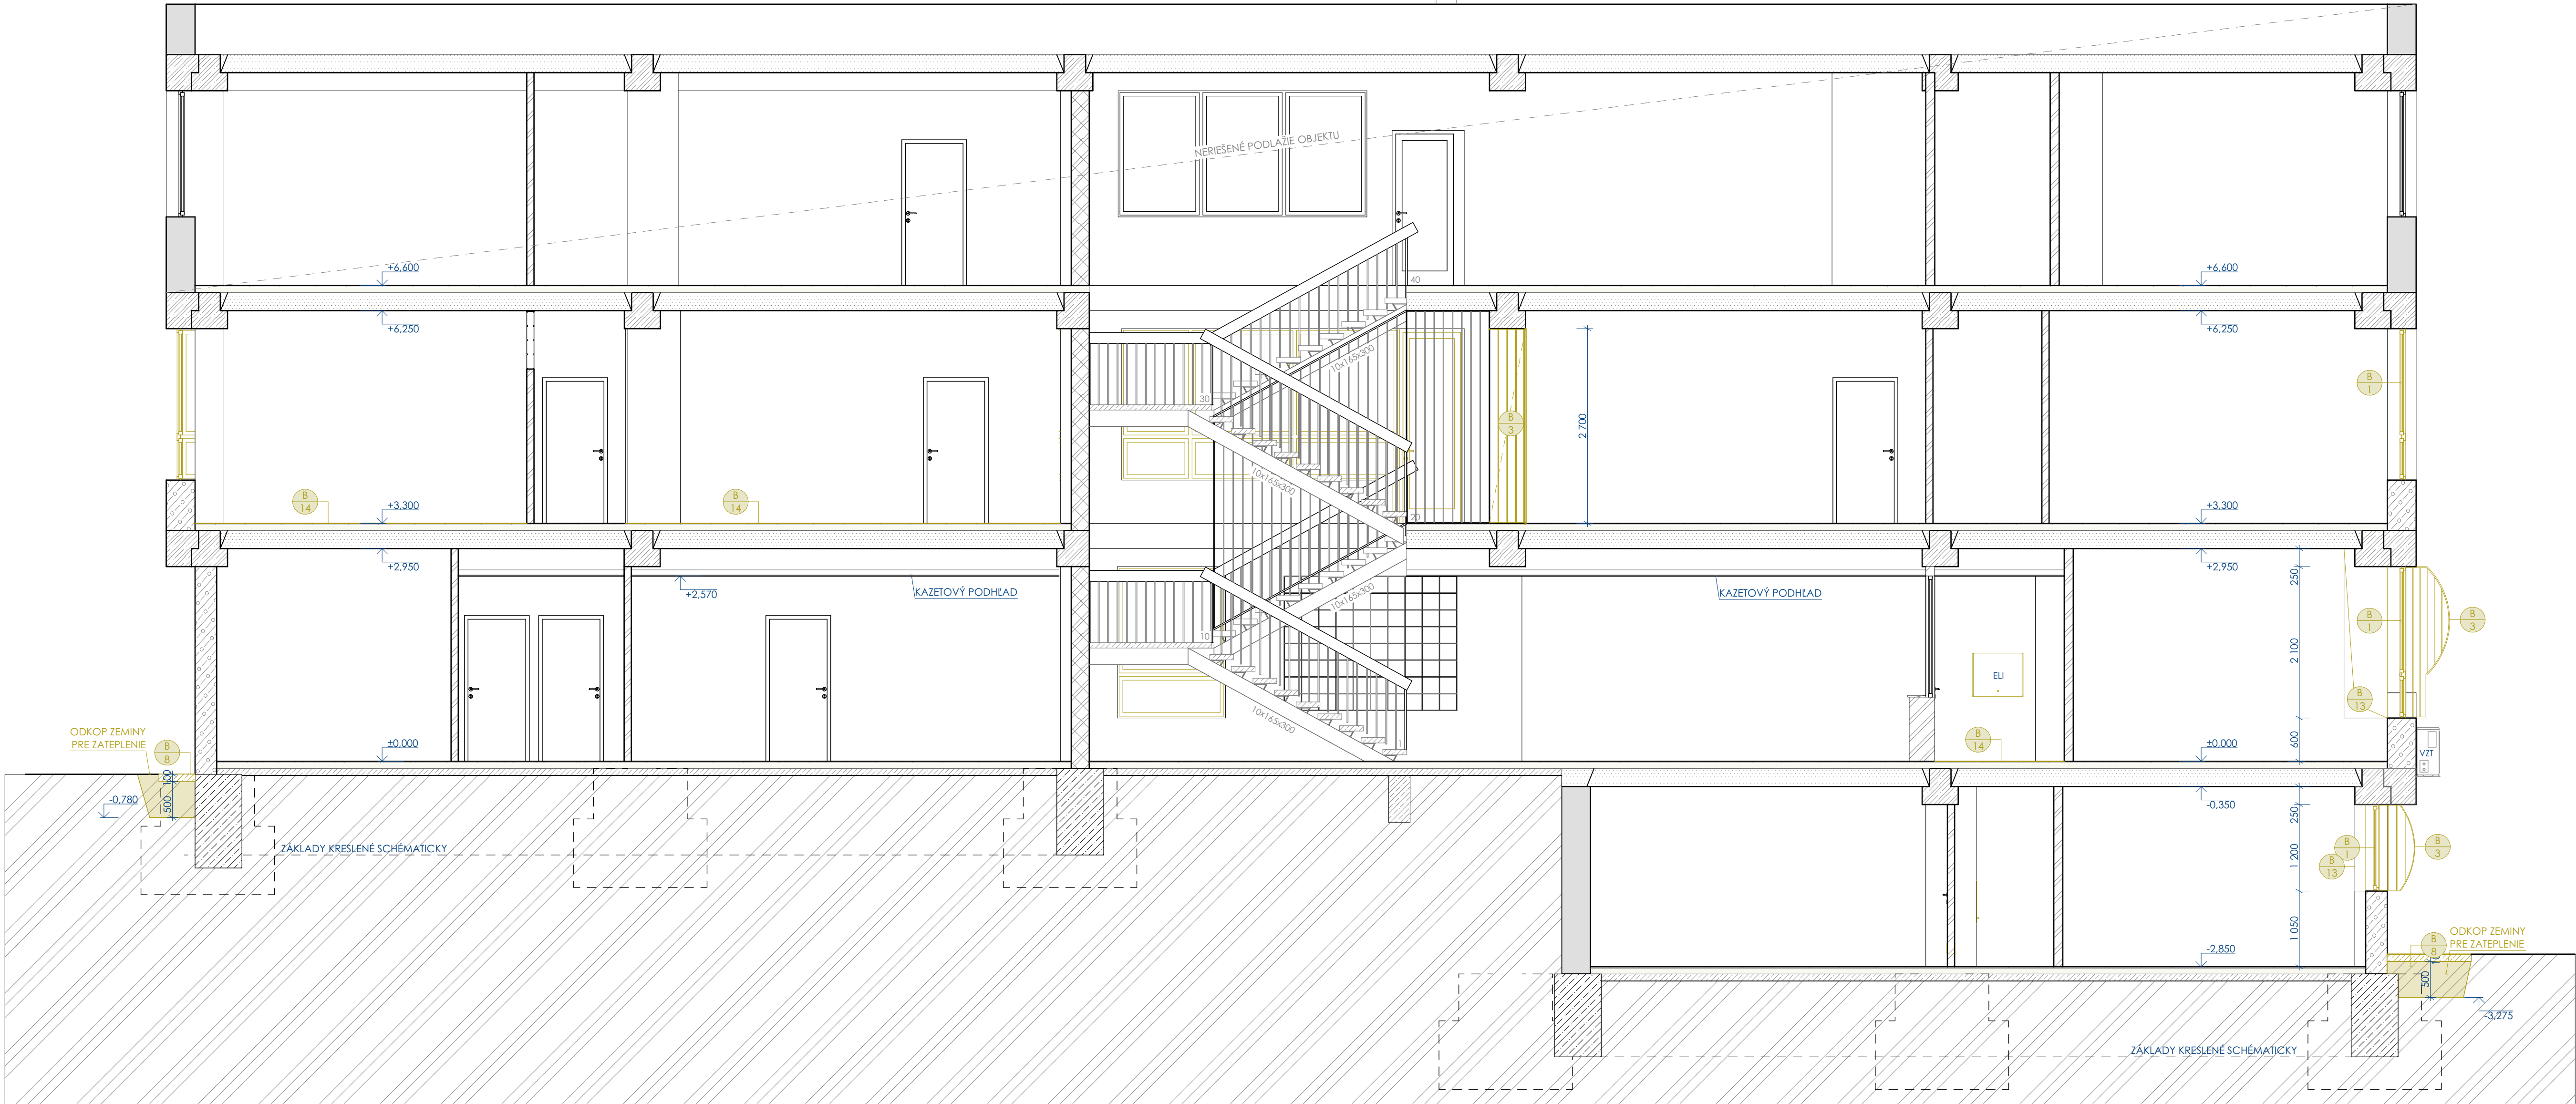 NERIEŠENÉ PODLAŽIE OBJEKTU
+6,600
40
+6,600
+6,250
+6,250
10x165x300
30
B
3
2 700
B
1
10x165x300
B
14
B
14
+3,300
20
+3,300
+2,950
+2,950
250
+2,570
KAZETOVÝ PODHĽAD
KAZETOVÝ PODHĽAD
10x165x300
10
B
1
B
3
2 100
ELI
B
13
10x165x300
ODKOP ZEMINY
PRE ZATEPLENIE
B
8
±0,000
1
B
14
±0,000
600
VZT
-0,780
500
-0,350
250
ZÁKLADY KRESLENÉ SCHÉMATICKY
1 200
B
1
B
3
B
13
1 050
-2,850
B
8
ODKOP ZEMINY
PRE ZATEPLENIE
500
-3,275
ZÁKLADY KRESLENÉ SCHÉMATICKY